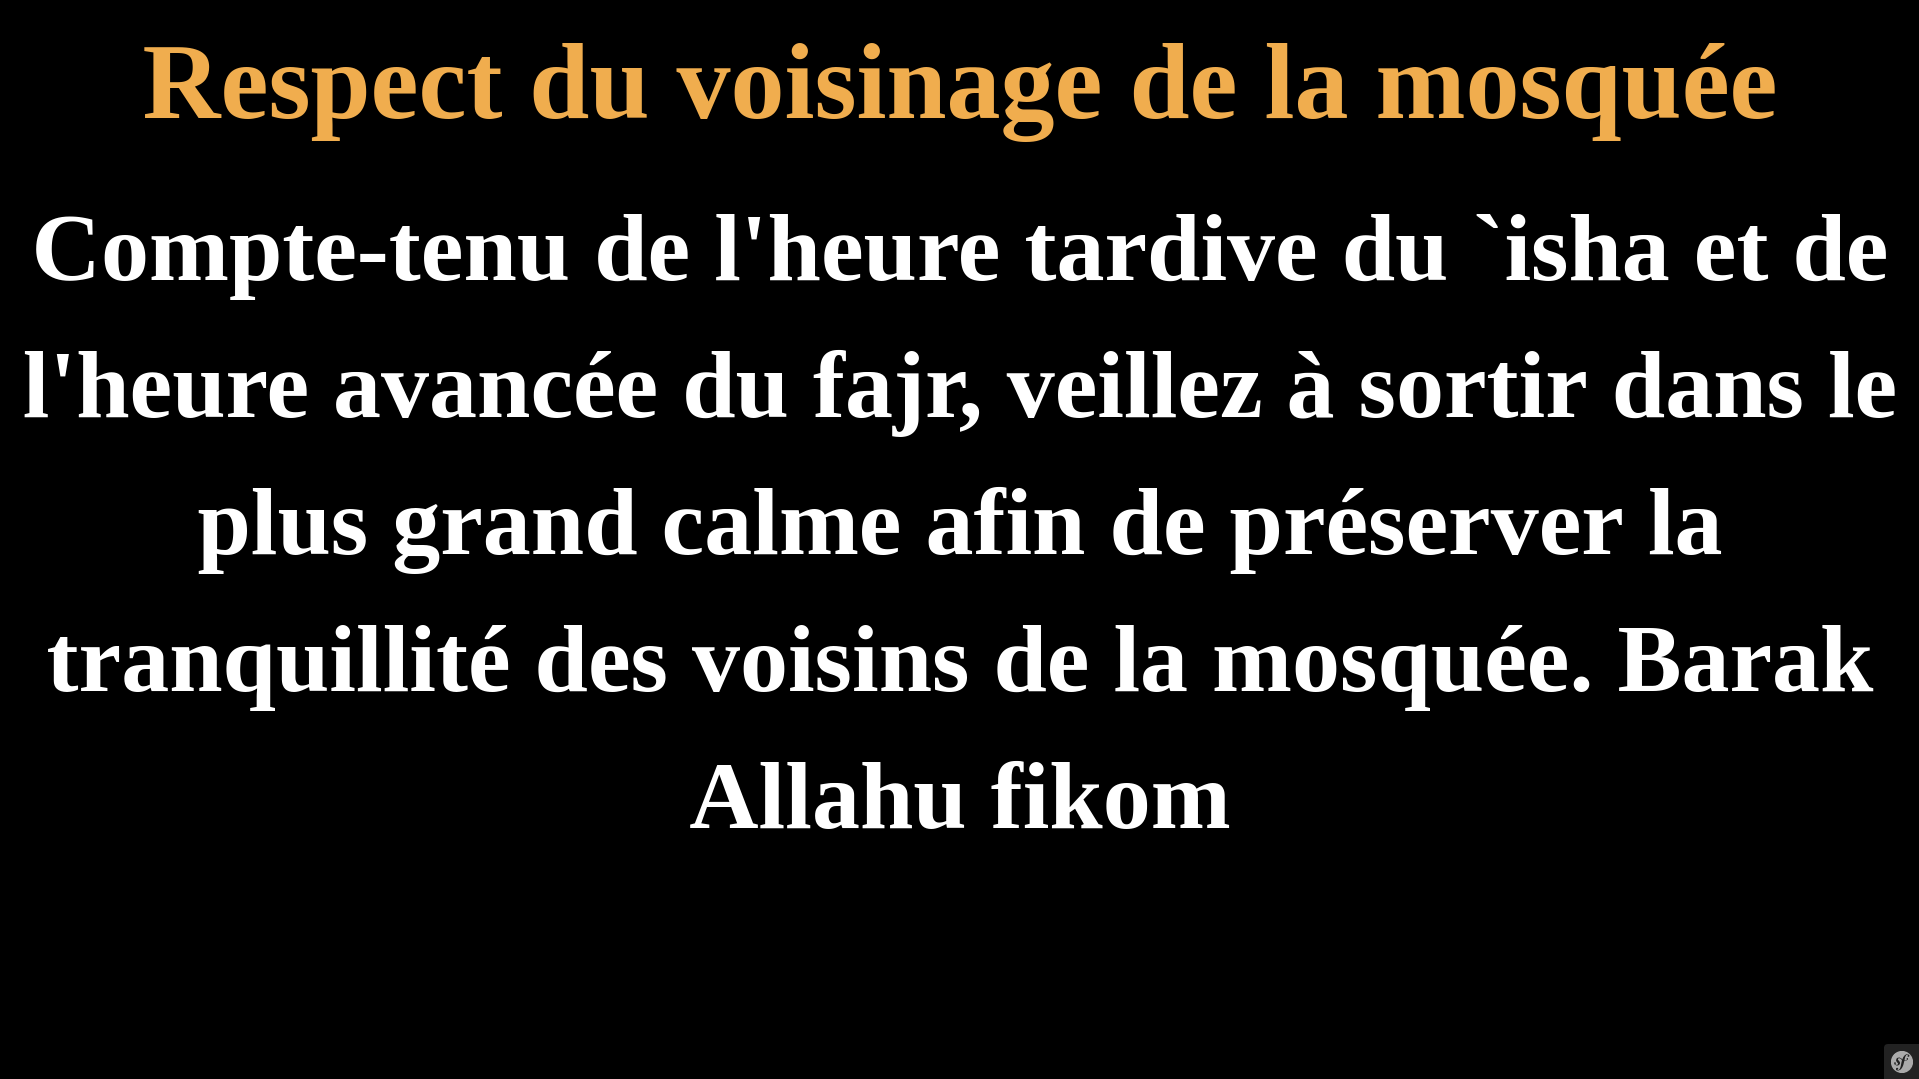 Respect du voisinage de la mosquée
Compte-tenu de l'heure tardive du `isha et de
l'heure avancée du fajr, veillez à sortir dans le
plus grand calme afin de préserver la
tranquillité des voisins de la mosquée. Barak
Allahu fikom
sf